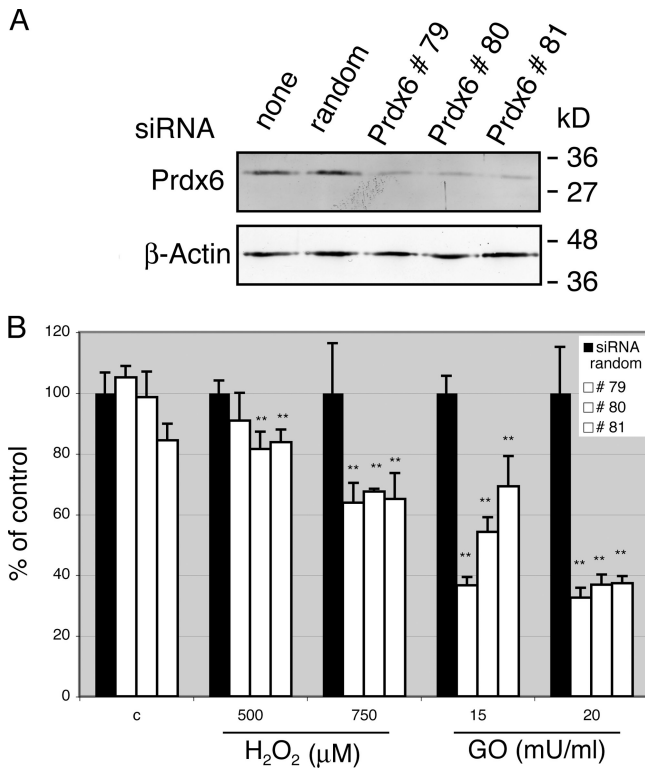 A
siRNA none random Prdx6 # 79 Prdx6 # 80 Prdx6 # 81 kD
Prdx6
- 36
- 27
β-Actin
- 48
- 36
B
% of control
120
100
80
60
40
20
0
siRNA
random
# 79
# 80
# 81
** **
** ** **
** ** **
** ** **
c 500 750 15 20
H₂O₂ (μM) GO (mU/ml)